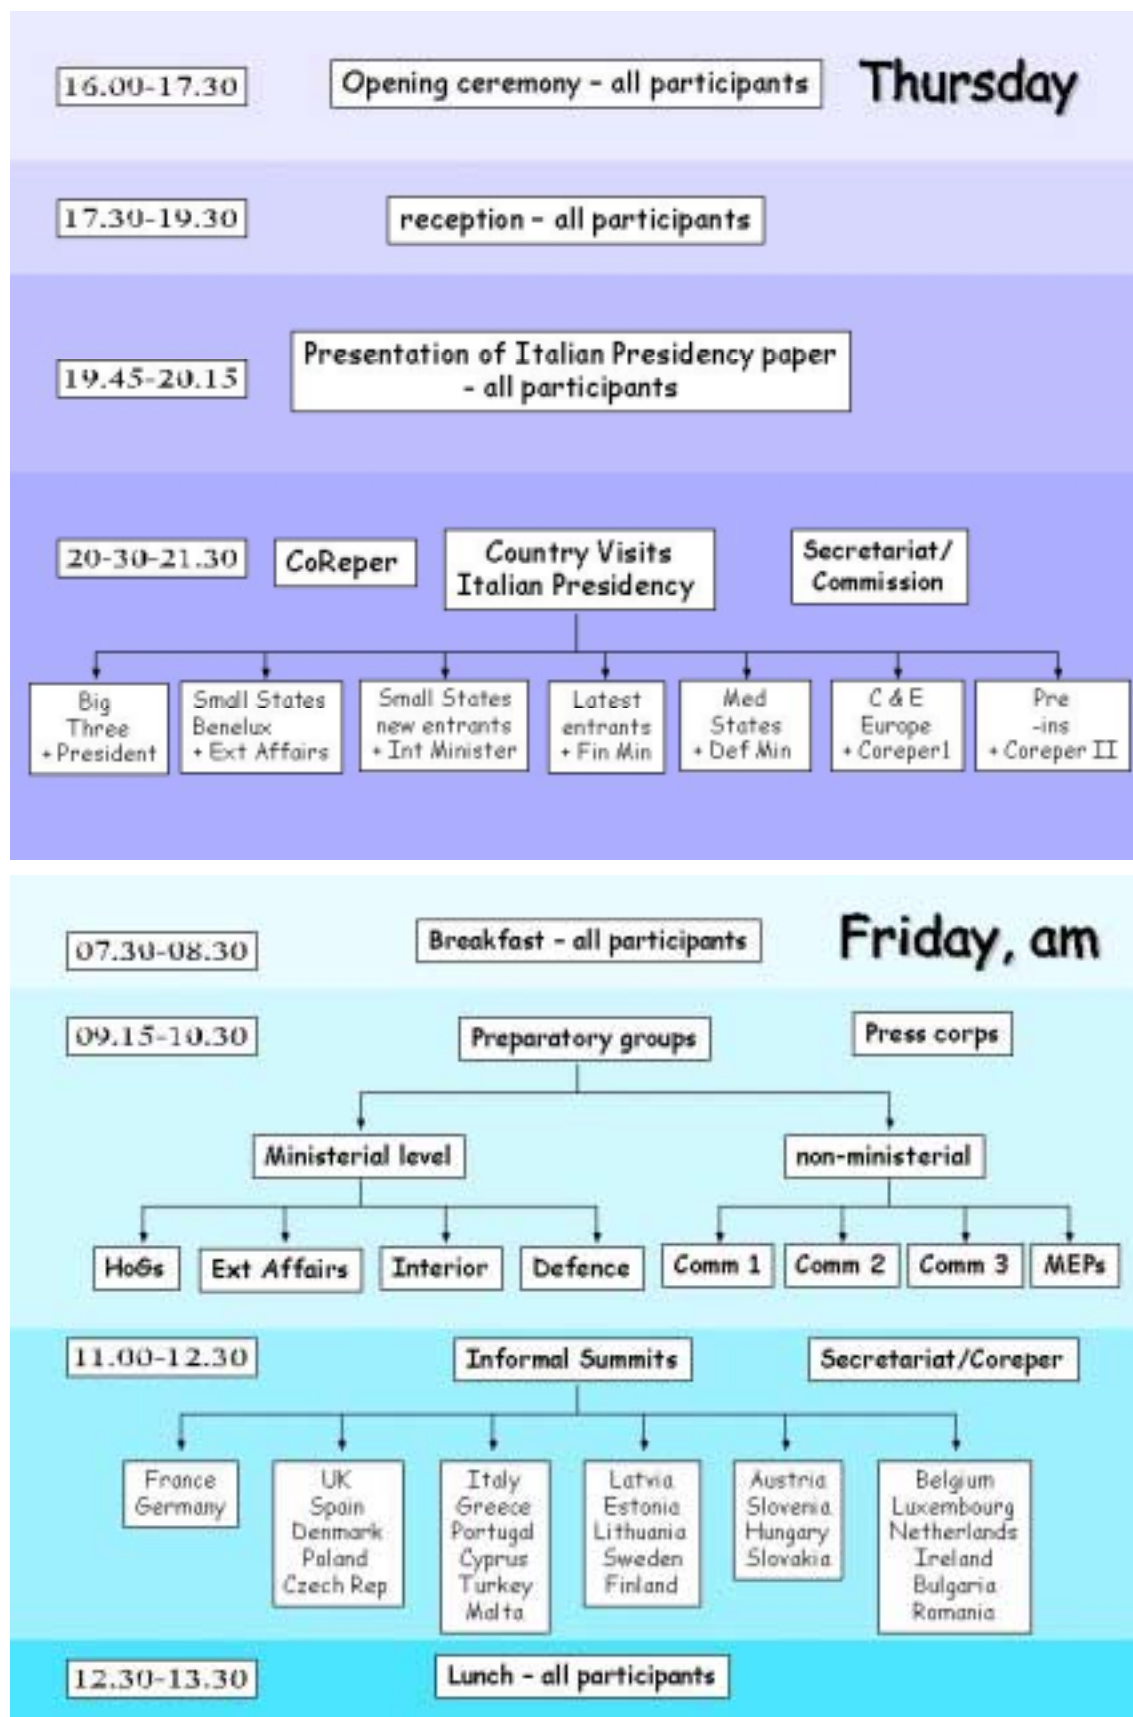 16.00-17.30
Opening ceremony – all participants
Thursday
17.30-19.30
reception – all participants
19.45-20.15
Presentation of Italian Presidency paper
- all participants
20-30-21.30
CoReper
Country Visits
Italian Presidency
Secretariat/
Commission
Big
Three
+ President
Small States
Benelux
+ Ext Affairs
Small States
new entrants
+ Int Minister
Latest
entrants
+ Fin Min
Med
States
+ Def Min
C & E
Europe
+ Coreper1
Pre
-ins
+ Coreper II
07.30-08.30
Breakfast – all participants
Friday, am
09.15-10.30
Preparatory groups
Press corps
Ministerial level
non-ministerial
HoGs
Ext Affairs
Interior
Defence
Comm 1
Comm 2
Comm 3
MEPs
11.00-12.30
Informal Summits
Secretariat/Coreper
France
Germany
UK
Spain
Denmark
Poland
Czech Rep
Italy
Greece
Portugal
Cyprus
Turkey
Malta
Latvia
Estonia
Lithuania
Sweden
Finland
Austria
Slovenia
Hungary
Slovakia
Belgium
Luxembourg
Netherlands
Ireland
Bulgaria
Romania
12.30-13.30
Lunch – all participants